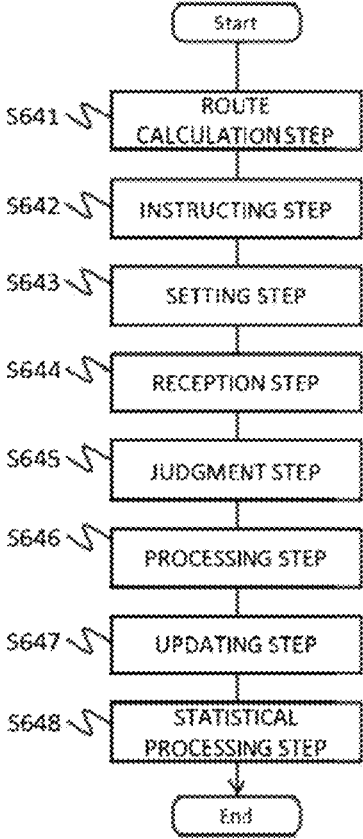 Start
S641
ROUTE
CALCULATION STEP
S642
INSTRUCTING STEP
S643
SETTING STEP
S644
RECEPTION STEP
S645
JUDGMENT STEP
S646
PROCESSING STEP
S647
UPDATING STEP
S648
STATISTICAL
PROCESSING STEP
End